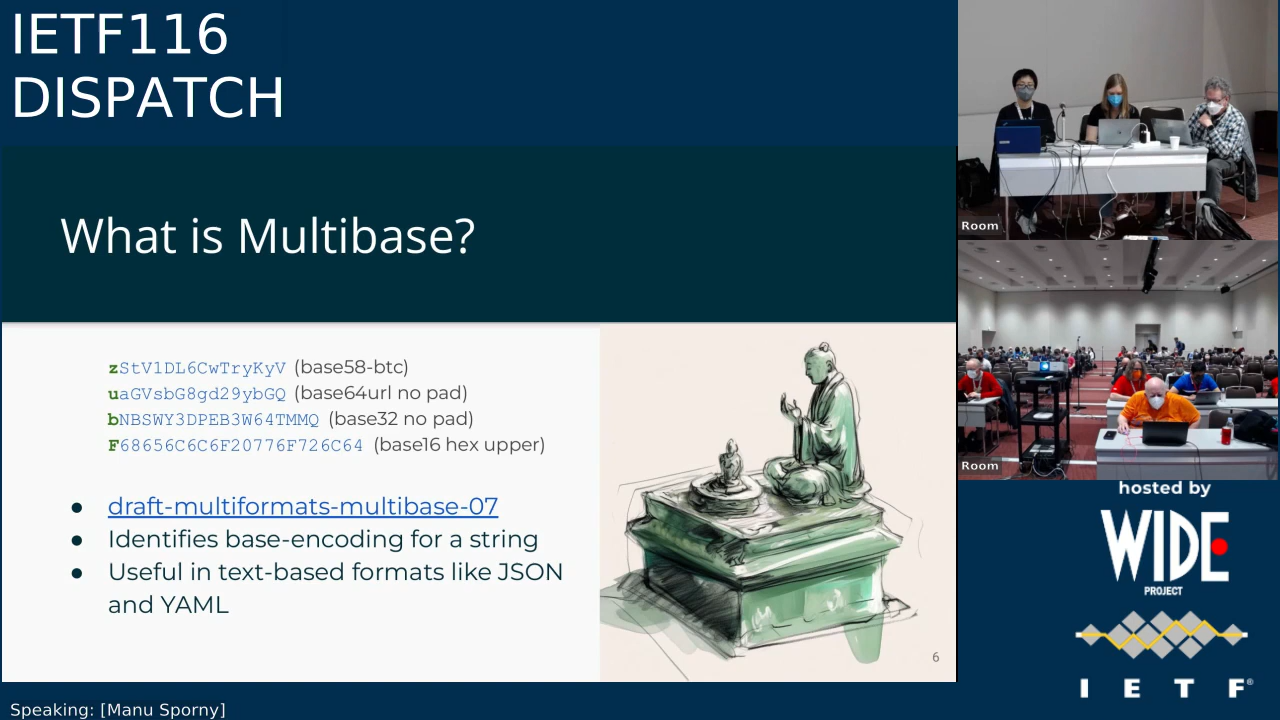 IETF116
DISPATCH
What is Multibase?
zStV1DL6CwTryKyV (base58-btc)
uaGVsbG8gd29ybGQ (base64url no pad)
bNBSWY3DPEB3W64TMMQ (base32 no pad)
F68656C6C6F20776F726C64 (base16 hex upper)
● draft-multiformats-multibase-07
● Identifies base-encoding for a string
● Useful in text-based formats like JSON
and YAML
6
Room
Room
hosted by
WIDE
PROJECT
I E T F®
Speaking: [Manu Sporny]